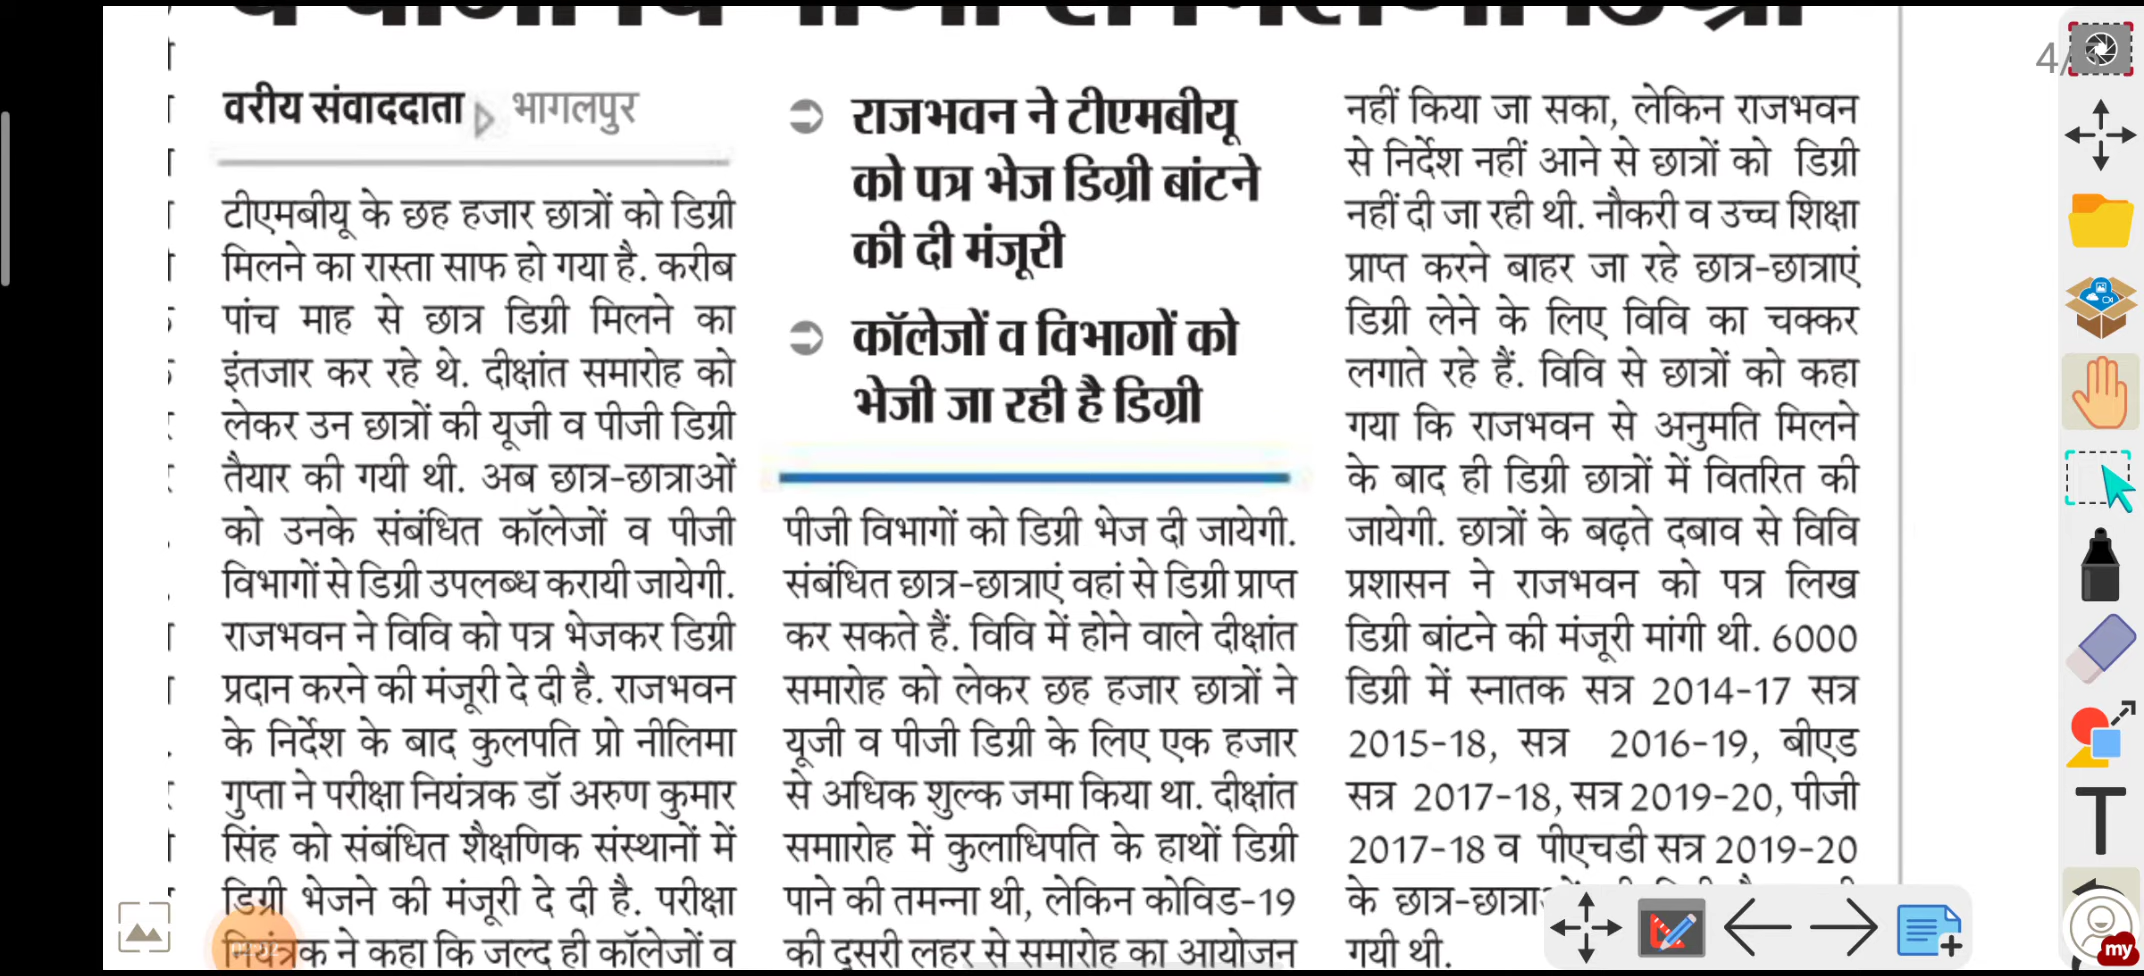 वरीय संवाददाता भागलपुर
टीएमबीयू के छह हजार छात्रों को डिग्री
मिलने का रास्ता साफ हो गया है. करीब
पांच माह से छात्र डिग्री मिलने का
इंतजार कर रहे थे. दीक्षांत समारोह को
लेकर उन छात्रों की यूजी व पीजी डिग्री
तैयार की गयी थी. अब छात्र-छात्राओं
को उनके संबंधित कॉलेजों व पीजी
विभागों से डिग्री उपलब्ध करायी जायेगी.
राजभवन ने विवि को पत्र भेजकर डिग्री
प्रदान करने की मंजूरी दे दी है. राजभवन
के निर्देश के बाद कुलपति प्रो नीलिमा
गुप्ता ने परीक्षा नियंत्रक डॉ अरुण कुमार
सिंह को संबंधित शैक्षणिक संस्थानों में
डिग्री भेजने की मंजूरी दे दी है. परीक्षा
नियंत्रक ने कहा कि जल्द ही कॉलेजों व
राजभवन ने टीएमबीयू
को पत्र भेज डिग्री बांटने
की दी मंजूरी
कॉलेजों व विभागों को
भेजी जा रही है डिग्री
पीजी विभागों को डिग्री भेज दी जायेगी.
संबंधित छात्र-छात्राएं वहां से डिग्री प्राप्त
कर सकते हैं. विवि में होने वाले दीक्षांत
समारोह को लेकर छह हजार छात्रों ने
यूजी व पीजी डिग्री के लिए एक हजार
से अधिक शुल्क जमा किया था. दीक्षांत
समाारोह में कुलाधिपति के हाथों डिग्री
पाने की तमन्ना थी, लेकिन कोविड-19
की दूसरी लहर से समारोह का आयोजन
नहीं किया जा सका, लेकिन राजभवन
से निर्देश नहीं आने से छात्रों को डिग्री
नहीं दी जा रही थी. नौकरी व उच्च शिक्षा
प्राप्त करने बाहर जा रहे छात्र-छात्राएं
डिग्री लेने के लिए विवि का चक्कर
लगाते रहे हैं. विवि से छात्रों को कहा
गया कि राजभवन से अनुमति मिलने
के बाद ही डिग्री छात्रों में वितरित की
जायेगी. छात्रों के बढ़ते दबाव से विवि
प्रशासन ने राजभवन को पत्र लिख
डिग्री बांटने की मंजूरी मांगी थी. 6000
डिग्री में स्नातक सत्र 2014-17 सत्र
2015-18, सत्र 2016-19, बीएड
सत्र 2017-18, सत्र 2019-20, पीजी
2017-18 व पीएचडी सत्र 2019-20
के
गयी थी.
4/
T
my